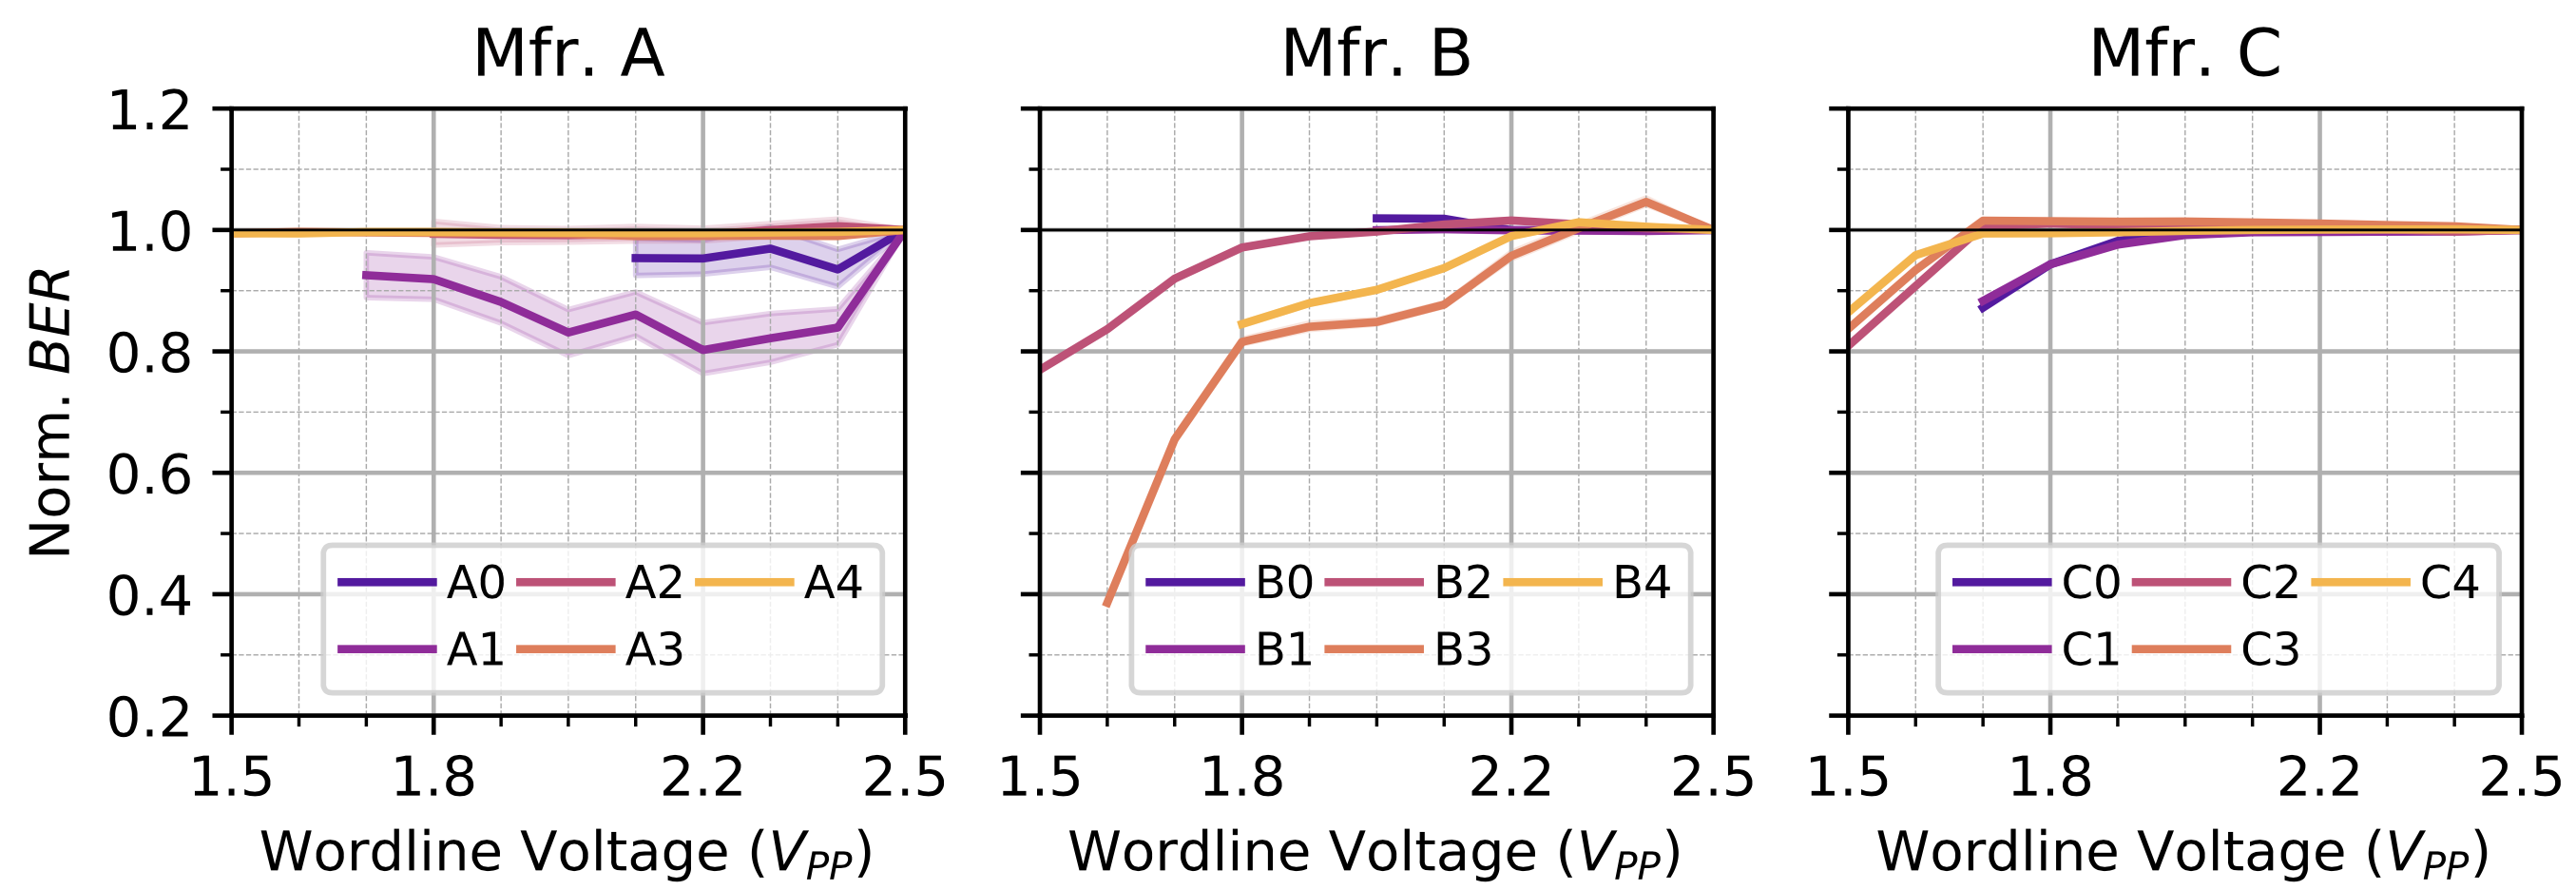 Mfr. A
Mfr. B
Mfr. C
Norm. BER
1.2
1.0
0.8
0.6
0.4
0.2
A0 A2 A4
A1 A3
B0 B2 B4
B1 B3
C0 C2 C4
C1 C3
1.5 1.8 2.2 2.5
1.5 1.8 2.2 2.5
1.5 1.8 2.2 2.5
Wordline Voltage (VPP)
Wordline Voltage (VPP)
Wordline Voltage (VPP)